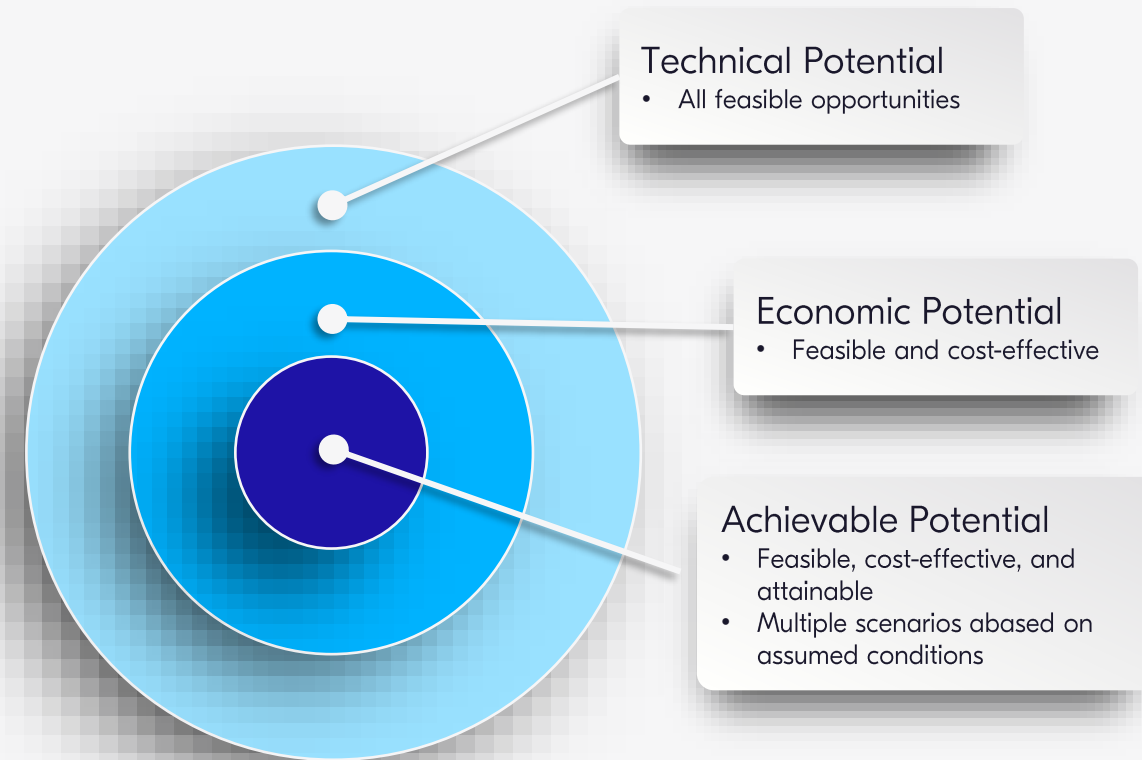 Technical Potential
• All feasible opportunities
Economic Potential
• Feasible and cost-effective
Achievable Potential
• Feasible, cost-effective, and
attainable
• Multiple scenarios abased on
assumed conditions